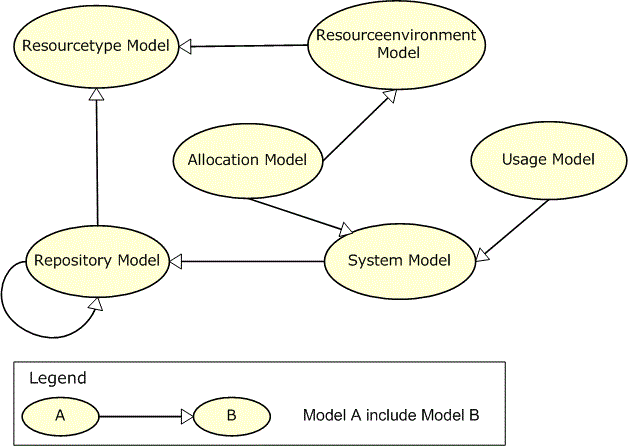 Resourcetype Model
Resourceenvironment
Model
Allocation Model
Usage Model
Repository Model
System Model
Legend
A
B
Model A include Model B